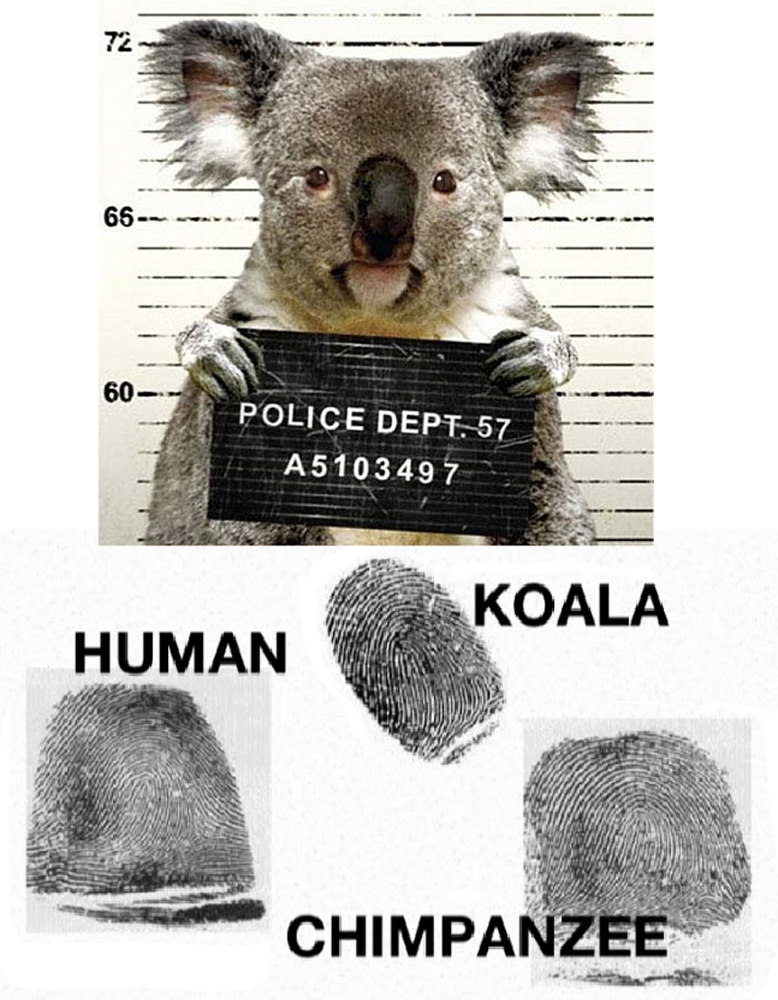 72
66
60
POLICE DEPT. 57
A5103497
KOALA
HUMAN
CHIMPANZEE